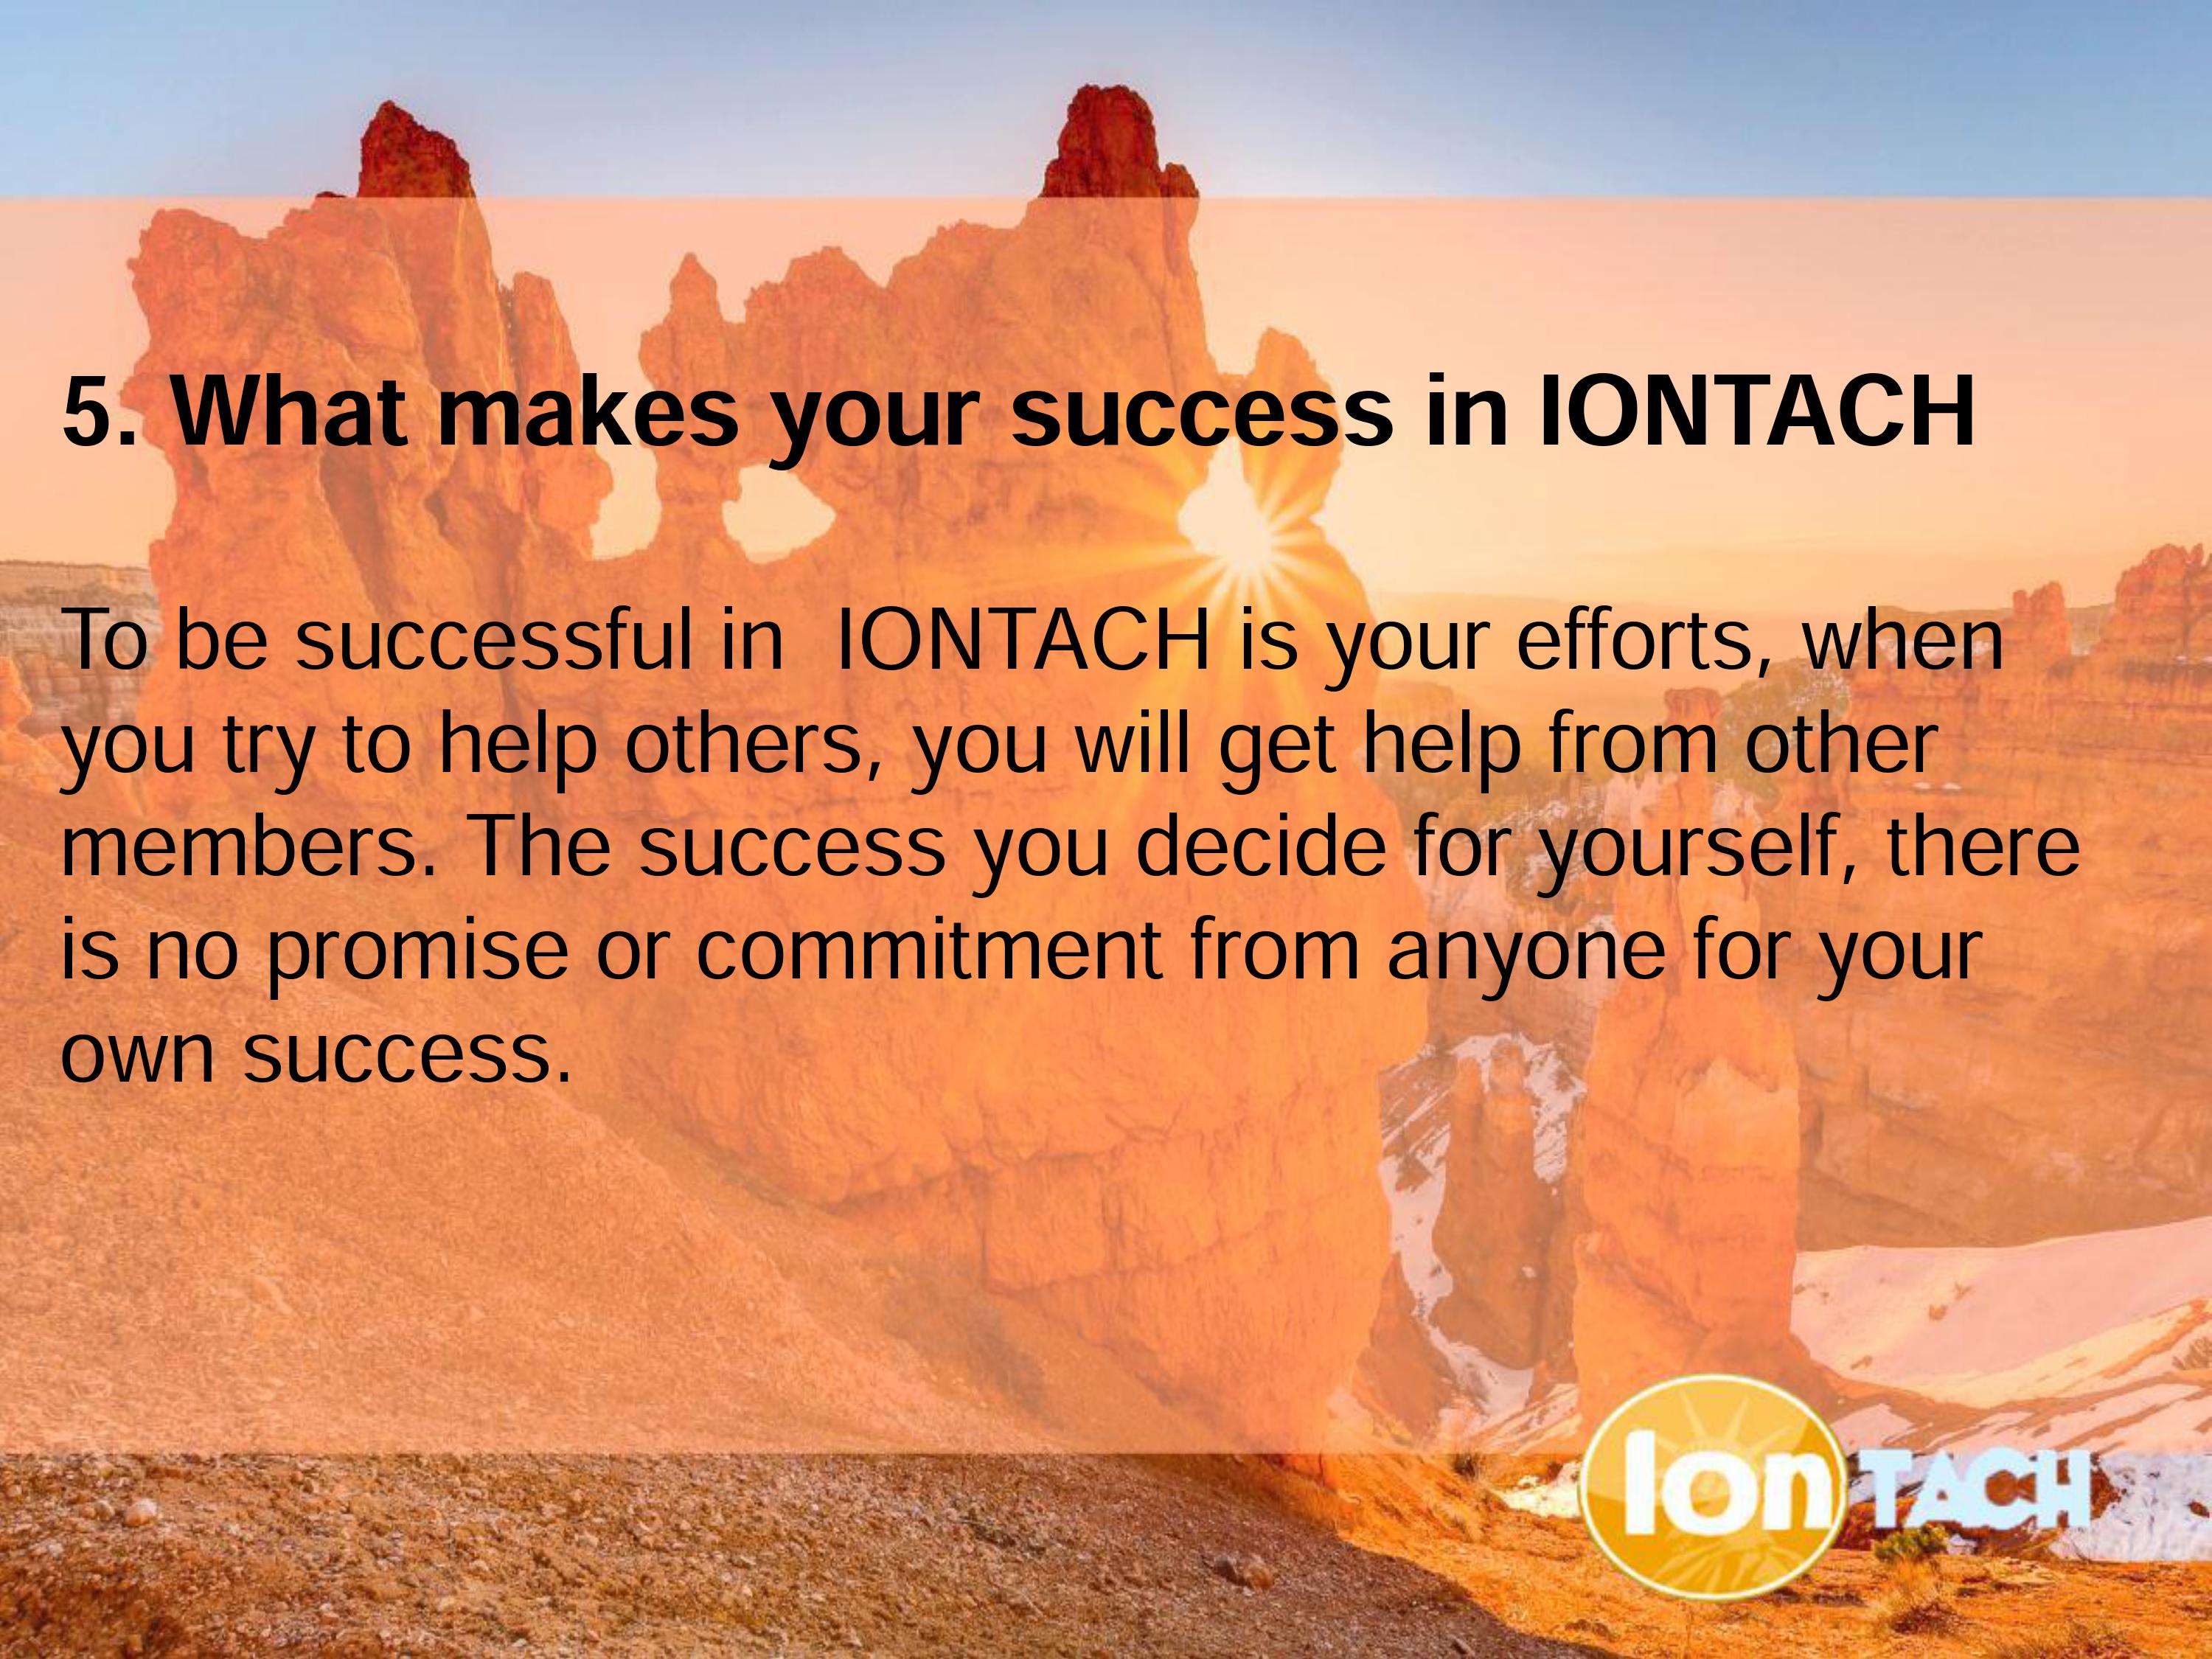 5. What makes your success in IONTACH
To be successful in  IONTACH is your efforts, when
you try to help others, you will get help from other
members. The success you decide for yourself, there
is no promise or commitment from anyone for your
own success.
Ion TACH